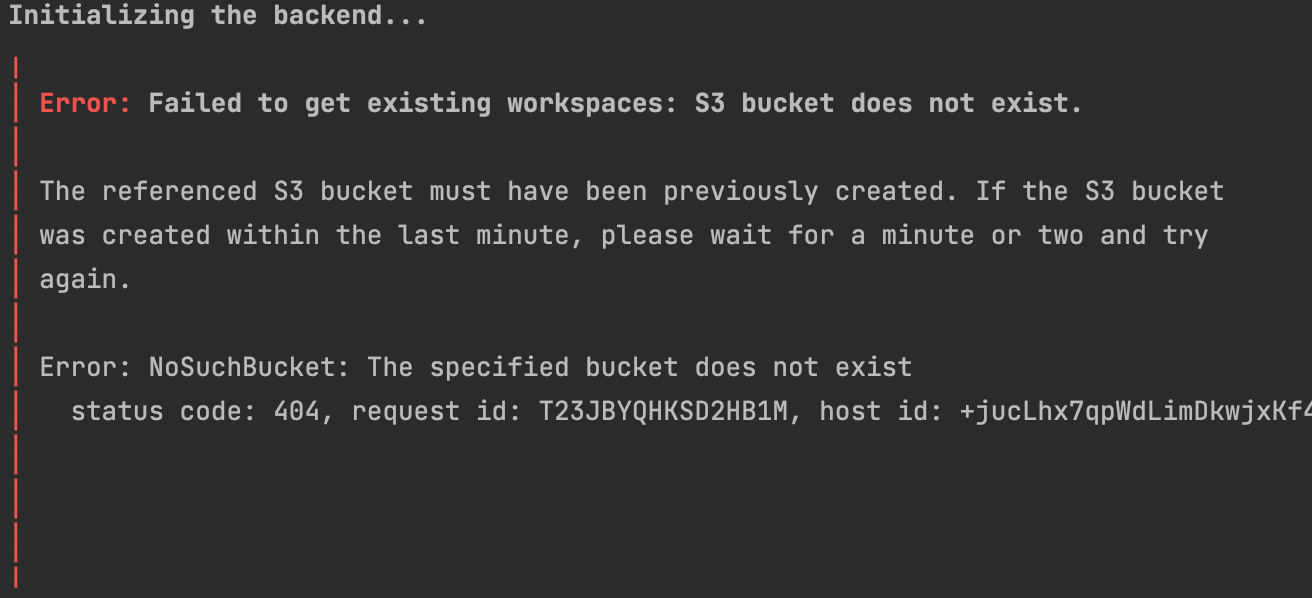 Initializing the backend...
Error: Failed to get existing workspaces: S3 bucket does not exist.
The referenced S3 bucket must have been previously created. If the S3 bucket
was created within the last minute, please wait for a minute or two and try
again.
Error: NoSuchBucket: The specified bucket does not exist
status code: 404, request id: T23JBYQHKSD2HB1M, host id: +jucLhx7qpWdLimDkwjxKf4